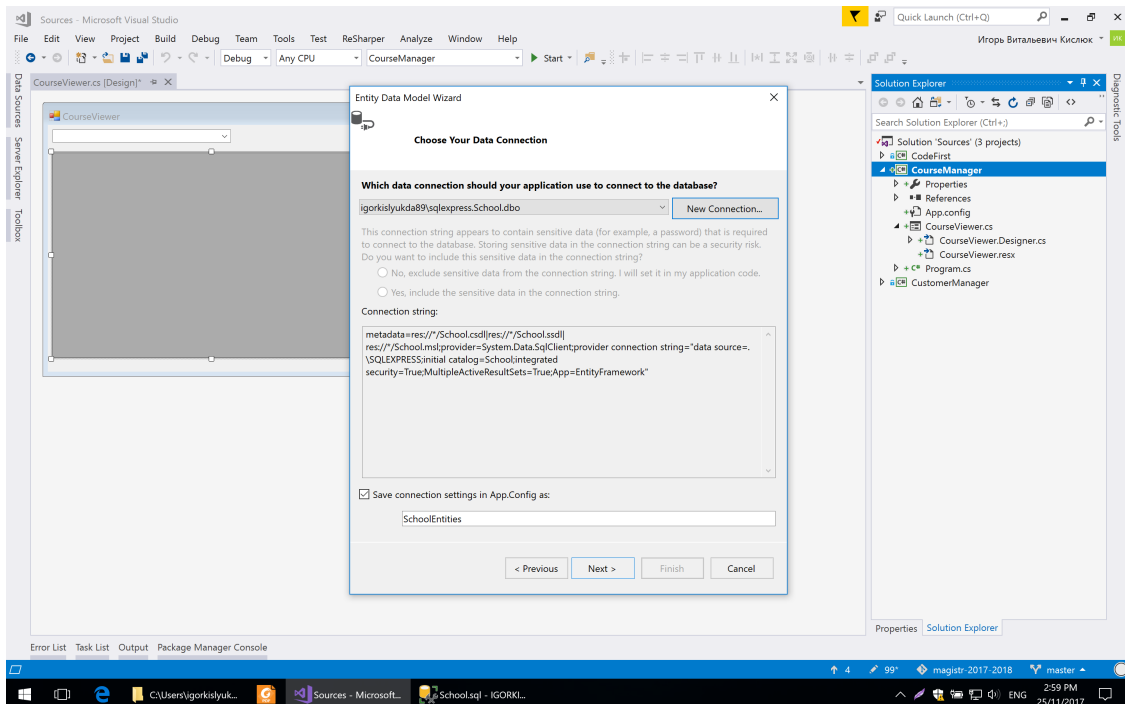 Sources - Microsoft Visual Studio
Quick Launch (Ctrl+Q)
File Edit View Project Build Debug Team Tools Test ReSharper Analyze Window Help
Игорь Витальевич Кислюк
ИК
Debug Any CPU CourseManager Start
Data Sources
Server Explorer
Toolbox
CourseViewer.cs [Design]*
CourseViewer
Entity Data Model Wizard
Choose Your Data Connection
Which data connection should your application use to connect to the database?
igorkislyukda89\sqlexpress.School.dbo
New Connection...
This connection string appears to contain sensitive data (for example, a password) that is required
to connect to the database. Storing sensitive data in the connection string can be a security risk.
Do you want to include this sensitive data in the connection string?
No, exclude sensitive data from the connection string. I will set it in my application code.
Yes, include the sensitive data in the connection string.
Connection string:
metadata=res://*/School.csdl|res://*/School.ssdl|
res://*/School.msl;provider=System.Data.SqlClient;provider connection string="data source=.
\SQLEXPRESS;initial catalog=School;integrated
security=True;MultipleActiveResultSets=True;App=EntityFramework"
Save connection settings in App.Config as:
SchoolEntities
< Previous Next > Finish Cancel
Solution Explorer
Search Solution Explorer (Ctrl+;)
Solution 'Sources' (3 projects)
C# CodeFirst
C# CourseManager
Properties
References
App.config
CourseViewer.cs
CourseViewer.Designer.cs
CourseViewer.resx
C# Program.cs
C# CustomerManager
Properties Solution Explorer
Diagnostic Tools
Error List Task List Output Package Manager Console
4 99* magistr-2017-2018 master
C:\Users\igorkislyuk... Sources - Microsoft... School.sql - IGORKI...
ENG
2:59 PM
25/11/2017